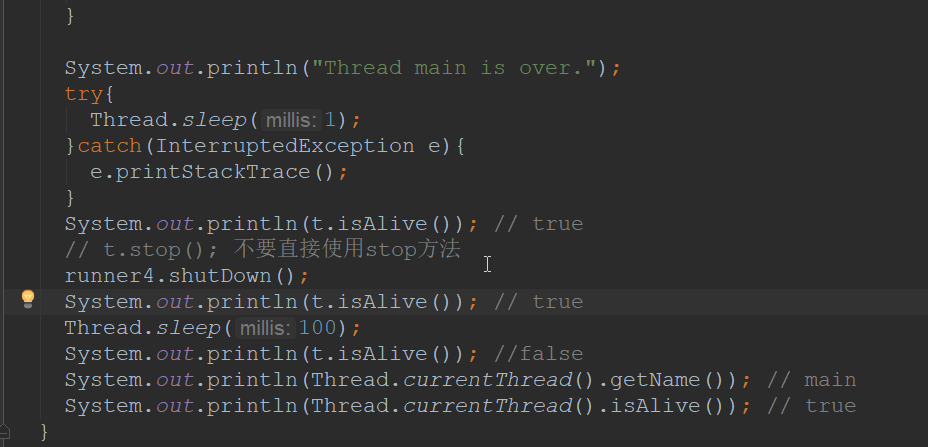 }
System.out.println("Thread main is over.");
try{
Thread.sleep( millis: 1);
}catch(InterruptedException e){
e.printStackTrace();
}
System.out.println(t.isAlive()); // true
// t.stop(); 不要直接使用stop方法
runner4.shutDown();
System.out.println(t.isAlive()); // true
Thread.sleep( millis: 100);
System.out.println(t.isAlive()); //false
System.out.println(Thread.currentThread().getName()); // main
System.out.println(Thread.currentThread().isAlive()); // true
}